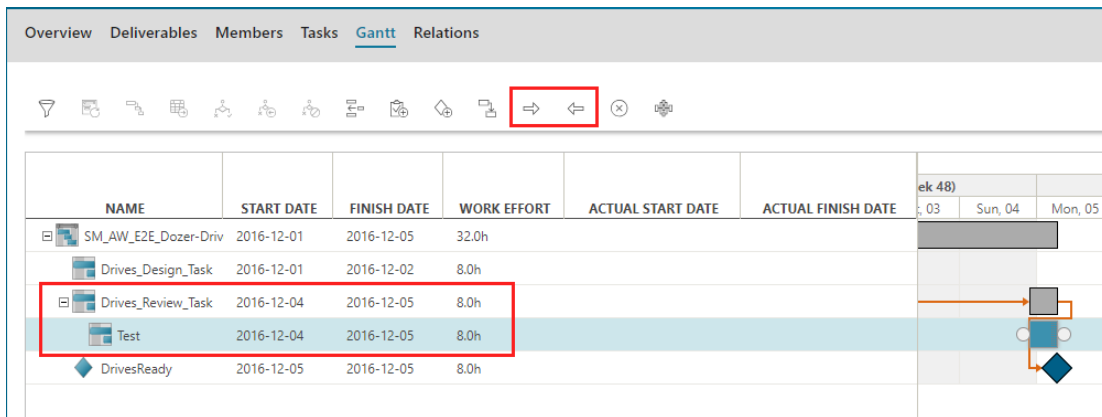 Overview Deliverables Members Tasks Gantt Relations
ek 48)
NAME START DATE FINISH DATE WORK EFFORT ACTUAL START DATE ACTUAL FINISH DATE , 03 Sun, 04 Mon, 05
SM_AW_E2E_Dozer-Driv 2016-12-01 2016-12-05 32.0h
Drives_Design_Task 2016-12-01 2016-12-02 8.0h
Drives_Review_Task 2016-12-04 2016-12-05 8.0h
Test 2016-12-04 2016-12-05 8.0h
DrivesReady 2016-12-05 2016-12-05 8.0h